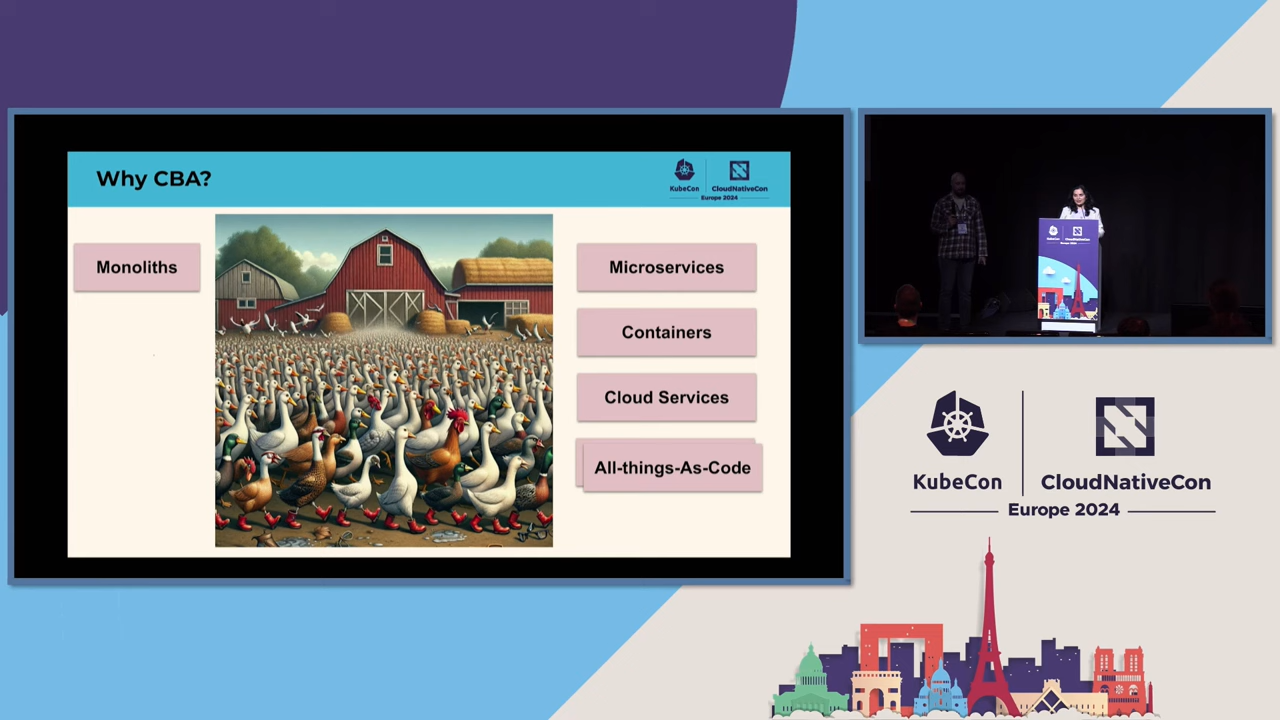 Why CBA?
KubeCon
CloudNativeCon
Europe 2024
Monoliths
Microservices
Containers
Cloud Services
All-things-As-Code
KubeCon
CloudNativeCon
Europe 2024